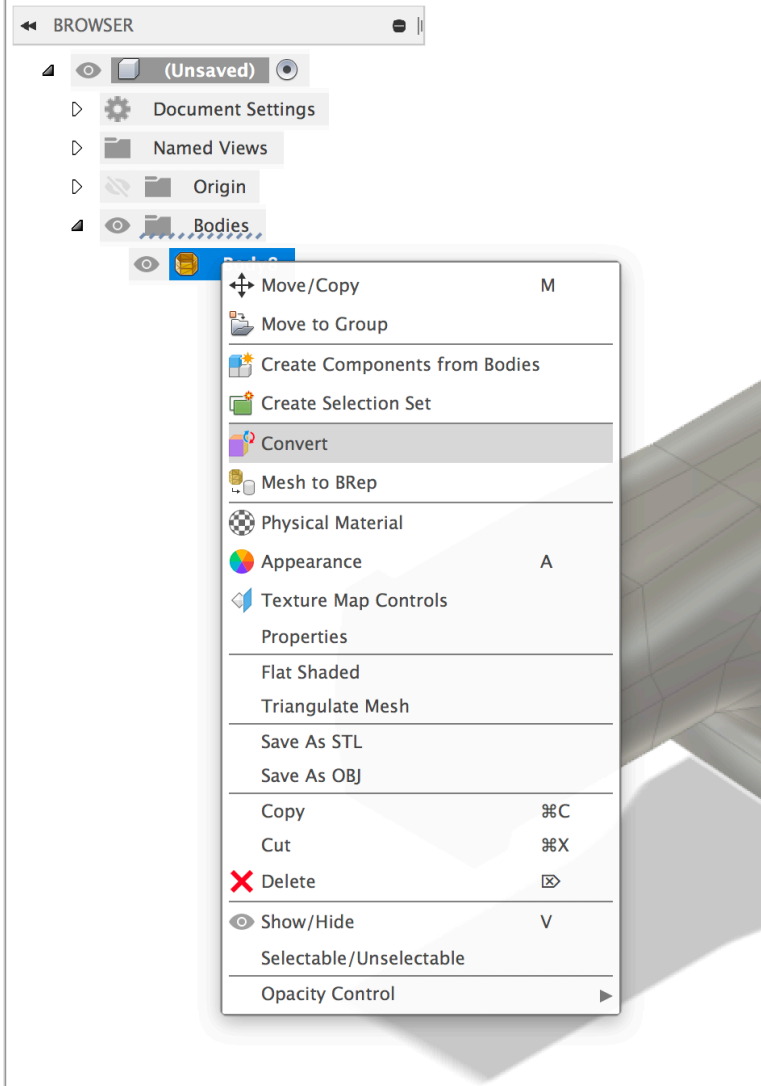 BROWSER
(Unsaved)
Document Settings
Named Views
Origin
Bodies
Move/Copy M
Move to Group
Create Components from Bodies
Create Selection Set
Convert
Mesh to BRep
Physical Material
Appearance A
Texture Map Controls
Properties
Flat Shaded
Triangulate Mesh
Save As STL
Save As OBJ
Copy ⌘C
Cut ⌘X
Delete ⌦
Show/Hide V
Selectable/Unselectable
Opacity Control